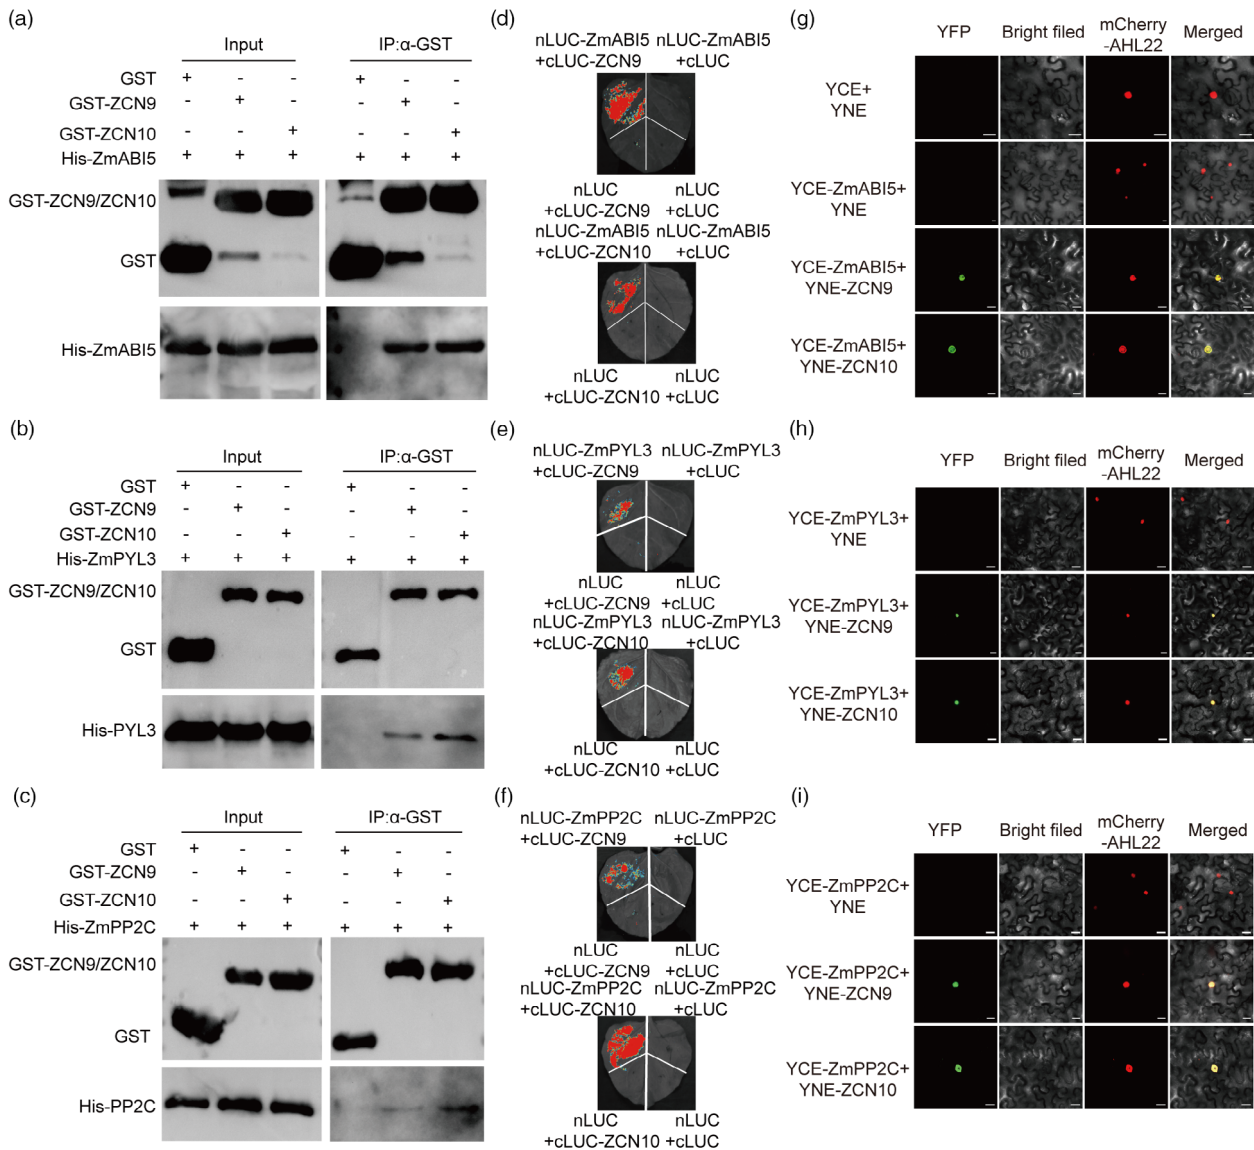 (a)
Input IP:α-GST
GST + - - + - -
GST-ZCN9 - + - - + -
GST-ZCN10 - - + - - +
His-ZmABI5 + + + + + +
GST-ZCN9/ZCN10
GST
His-ZmABI5
(b)
Input IP:α-GST
GST + - - + - -
GST-ZCN9 - + - - + -
GST-ZCN10 - - + - - +
His-ZmPYL3 + + + + + +
GST-ZCN9/ZCN10
GST
His-PYL3
(c)
Input IP:α-GST
GST + - - + - -
GST-ZCN9 - + - - + -
GST-ZCN10 - - + - - +
His-ZmPP2C + + + + + +
GST-ZCN9/ZCN10
GST
His-PP2C
(d)
nLUC-ZmABI5 nLUC-ZmABI5
+cLUC-ZCN9 +cLUC
nLUC nLUC
+cLUC-ZCN9 +cLUC
nLUC-ZmABI5 nLUC-ZmABI5
+cLUC-ZCN10 +cLUC
nLUC nLUC
+cLUC-ZCN10 +cLUC
(e)
nLUC-ZmPYL3 nLUC-ZmPYL3
+cLUC-ZCN9 +cLUC
nLUC nLUC
+cLUC-ZCN9 +cLUC
nLUC-ZmPYL3 nLUC-ZmPYL3
+cLUC-ZCN10 +cLUC
nLUC nLUC
+cLUC-ZCN10 +cLUC
(f)
nLUC-ZmPP2C nLUC-ZmPP2C
+cLUC-ZCN9 +cLUC
nLUC nLUC
+cLUC-ZCN9 +cLUC
nLUC-ZmPP2C nLUC-ZmPP2C
+cLUC-ZCN10 +cLUC
nLUC nLUC
+cLUC-ZCN10 +cLUC
(g)
YFP Bright filed mCherry Merged
-AHL22
YCE+
YNE
YCE-ZmABI5+
YNE
YCE-ZmABI5+
YNE-ZCN9
YCE-ZmABI5+
YNE-ZCN10
(h)
YFP Bright filed mCherry Merged
-AHL22
YCE-ZmPYL3+
YNE
YCE-ZmPYL3+
YNE-ZCN9
YCE-ZmPYL3+
YNE-ZCN10
(i)
YFP Bright filed mCherry Merged
-AHL22
YCE-ZmPP2C+
YNE
YCE-ZmPP2C+
YNE-ZCN9
YCE-ZmPP2C+
YNE-ZCN10